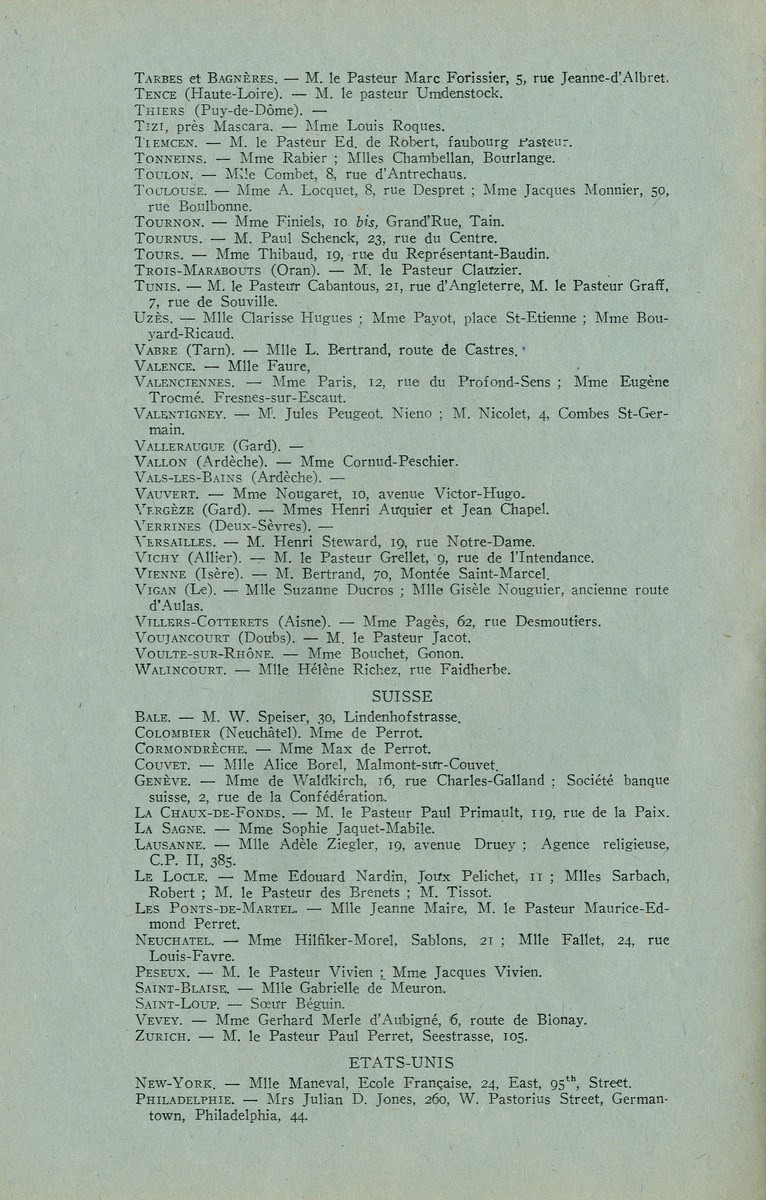 TARBES et BAGNÈRES. — M. le Pasteur Marc Forissier, 5, rue Jeanne-d'Albret.
TENCE (Haute-Loire). — M. le pasteur Umdenstock.
THIERS (Puy-de-Dôme). —
TIZI, près Mascara. — Mme Louis Roques.
TLEMCEN. — M. le Pasteur Ed. de Robert, faubourg Pasteur.
TONNEINS. — Mme Rabier ; Mlles Chambellan, Bourlange.
TOULON. — Mlle Combet, 8, rue d'Antrechaus.
TOULOUSE. — Mme A. Locquet, 8, rue Despret ; Mme Jacques Monnier, 50,
rue Boulbonne.
TOURNON. — Mme Finiels, 10 bis, Grand'Rue, Tain.
TOURNUS. — M. Paul Schenck, 23, rue du Centre.
TOURS. — Mme Thibaud, 19, rue du Représentant-Baudin.
TROIS-MARABOUTS (Oran). — M. le Pasteur Clauzier.
TUNIS. — M. le Pasteur Cabantous, 21, rue d'Angleterre, M. le Pasteur Graff,
7, rue de Souville.
UZÈS. — Mlle Clarisse Hugues ; Mme Payot, place St-Etienne ; Mme Bou-
yard-Ricaud.
VABRE (Tarn). — Mlle L. Bertrand, route de Castres.
VALENCE. — Mlle Faure,
VALENCIENNES. — Mme Paris, 12, rue du Profond-Sens ; Mme Eugène
Trocmé. Fresnes-sur-Escaut.
VALENTIGNEY. — M. Jules Peugeot. Nieno ; M. Nicolet, 4, Combes St-Ger-
main.
VALLERAUGUE (Gard). —
VALLON (Ardèche). — Mme Cornud-Peschier.
VALS-LES-BAINS (Ardèche). —
VAUVERT. — Mme Nougaret, 10, avenue Victor-Hugo.
VERGÈZE (Gard). — Mmes Henri Auquier et Jean Chapel.
VERRINES (Deux-Sèvres). —
VERSAILLES. — M. Henri Steward, 19, rue Notre-Dame.
VICHY (Allier). — M. le Pasteur Grellet, 9, rue de l'Intendance.
VIENNE (Isère). — M. Bertrand, 70, Montée Saint-Marcel.
VIGAN (Le). — Mlle Suzanne Ducros ; Mlle Gisèle Nouguier, ancienne route
d'Aulas.
VILLERS-COTTERETS (Aisne). — Mme Pagès, 62, rue Desmoutiers.
VOUJANCOURT (Doubs). — M. le Pasteur Jacot.
VOULTE-SUR-RHÔNE. — Mme Bouchet, Gonon.
WALINCOURT. — Mlle Hélène Richez, rue Faidherbe.
SUISSE
BALE. — M. W. Speiser, 30, Lindenhofstrasse.
COLOMBIER (Neuchâtel). Mme de Perrot.
CORMONDRÈCHE. — Mme Max de Perrot.
COUVET. — Mlle Alice Borel, Malmont-sur-Couvet.
GENÈVE. — Mme de Waldkirch, 16, rue Charles-Galland ; Société banque
suisse, 2, rue de la Confédération.
LA CHAUX-DE-FONDS. — M. le Pasteur Paul Primault, 119, rue de la Paix.
LA SAGNE. — Mme Sophie Jaquet-Mabile.
LAUSANNE. — Mlle Adèle Ziegler, 19, avenue Druey ; Agence religieuse,
C.P. II, 385.
LE LOCLE. — Mme Edouard Nardin, Joux Pelichet, 11 ; Mlles Sarbach,
Robert ; M. le Pasteur des Brenets ; M. Tissot.
LES PONTS-DE-MARTEL. — Mlle Jeanne Maire, M. le Pasteur Maurice-Ed-
mond Perret.
NEUCHATEL. — Mme Hilfiker-Morel, Sablons, 21 ; Mlle Fallet, 24, rue
Louis-Favre.
PESEUX. — M. le Pasteur Vivien ; Mme Jacques Vivien.
SAINT-BLAISE. — Mlle Gabrielle de Meuron.
SAINT-LOUP. — Sœur Béguin.
VEVEY. — Mme Gerhard Merle d'Aubigné, 6, route de Blonay.
ZURICH. — M. le Pasteur Paul Perret, Seestrasse, 105.
ETATS-UNIS
NEW-YORK. — Mlle Maneval, Ecole Française, 24, East, 95th, Street.
PHILADELPHIE. — Mrs Julian D. Jones, 260, W. Pastorius Street, German-
town, Philadelphia, 44.